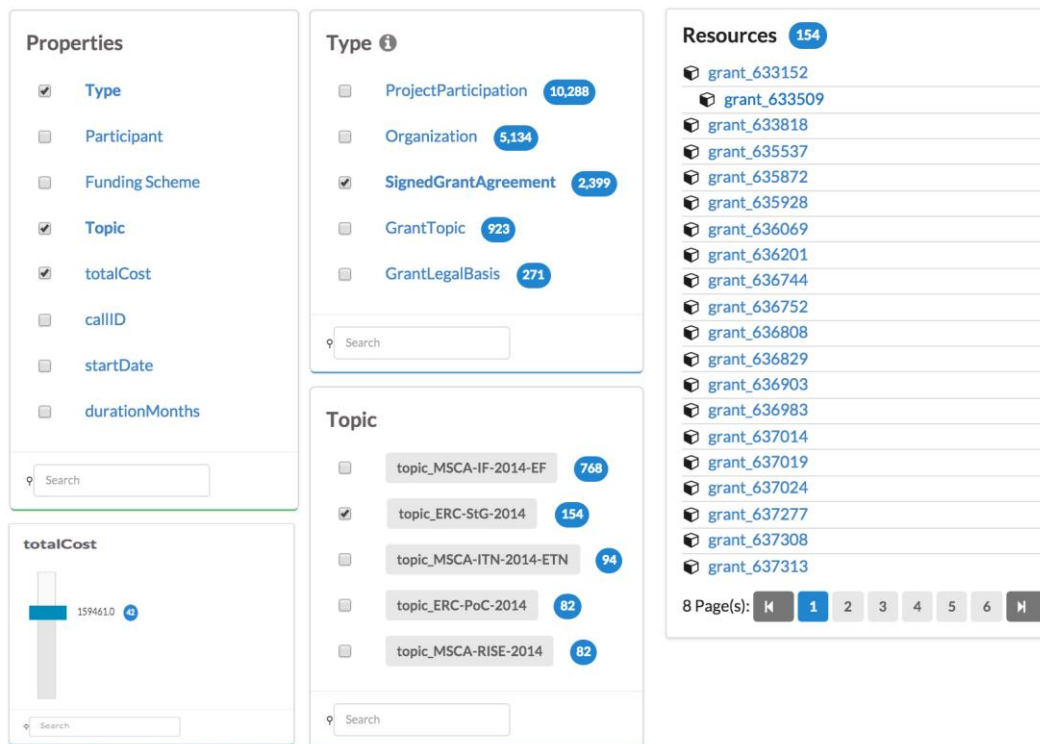 Properties
Type
Participant
Funding Scheme
Topic
totalCost
callID
startDate
durationMonths
Search
totalCost
159461.0 42
Search
Type
ProjectParticipation 10,288
Organization 5,134
SignedGrantAgreement 2,399
GrantTopic 923
GrantLegalBasis 271
Search
Topic
topic_MSCA-IF-2014-EF 768
topic_ERC-StG-2014 154
topic_MSCA-ITN-2014-ETN 94
topic_ERC-PoC-2014 82
topic_MSCA-RISE-2014 82
Search
Resources 154
grant_633152
grant_633509
grant_633818
grant_635537
grant_635872
grant_635928
grant_636069
grant_636201
grant_636744
grant_636752
grant_636808
grant_636829
grant_636903
grant_636983
grant_637014
grant_637019
grant_637024
grant_637277
grant_637308
grant_637313
8 Page(s): 1 2 3 4 5 6